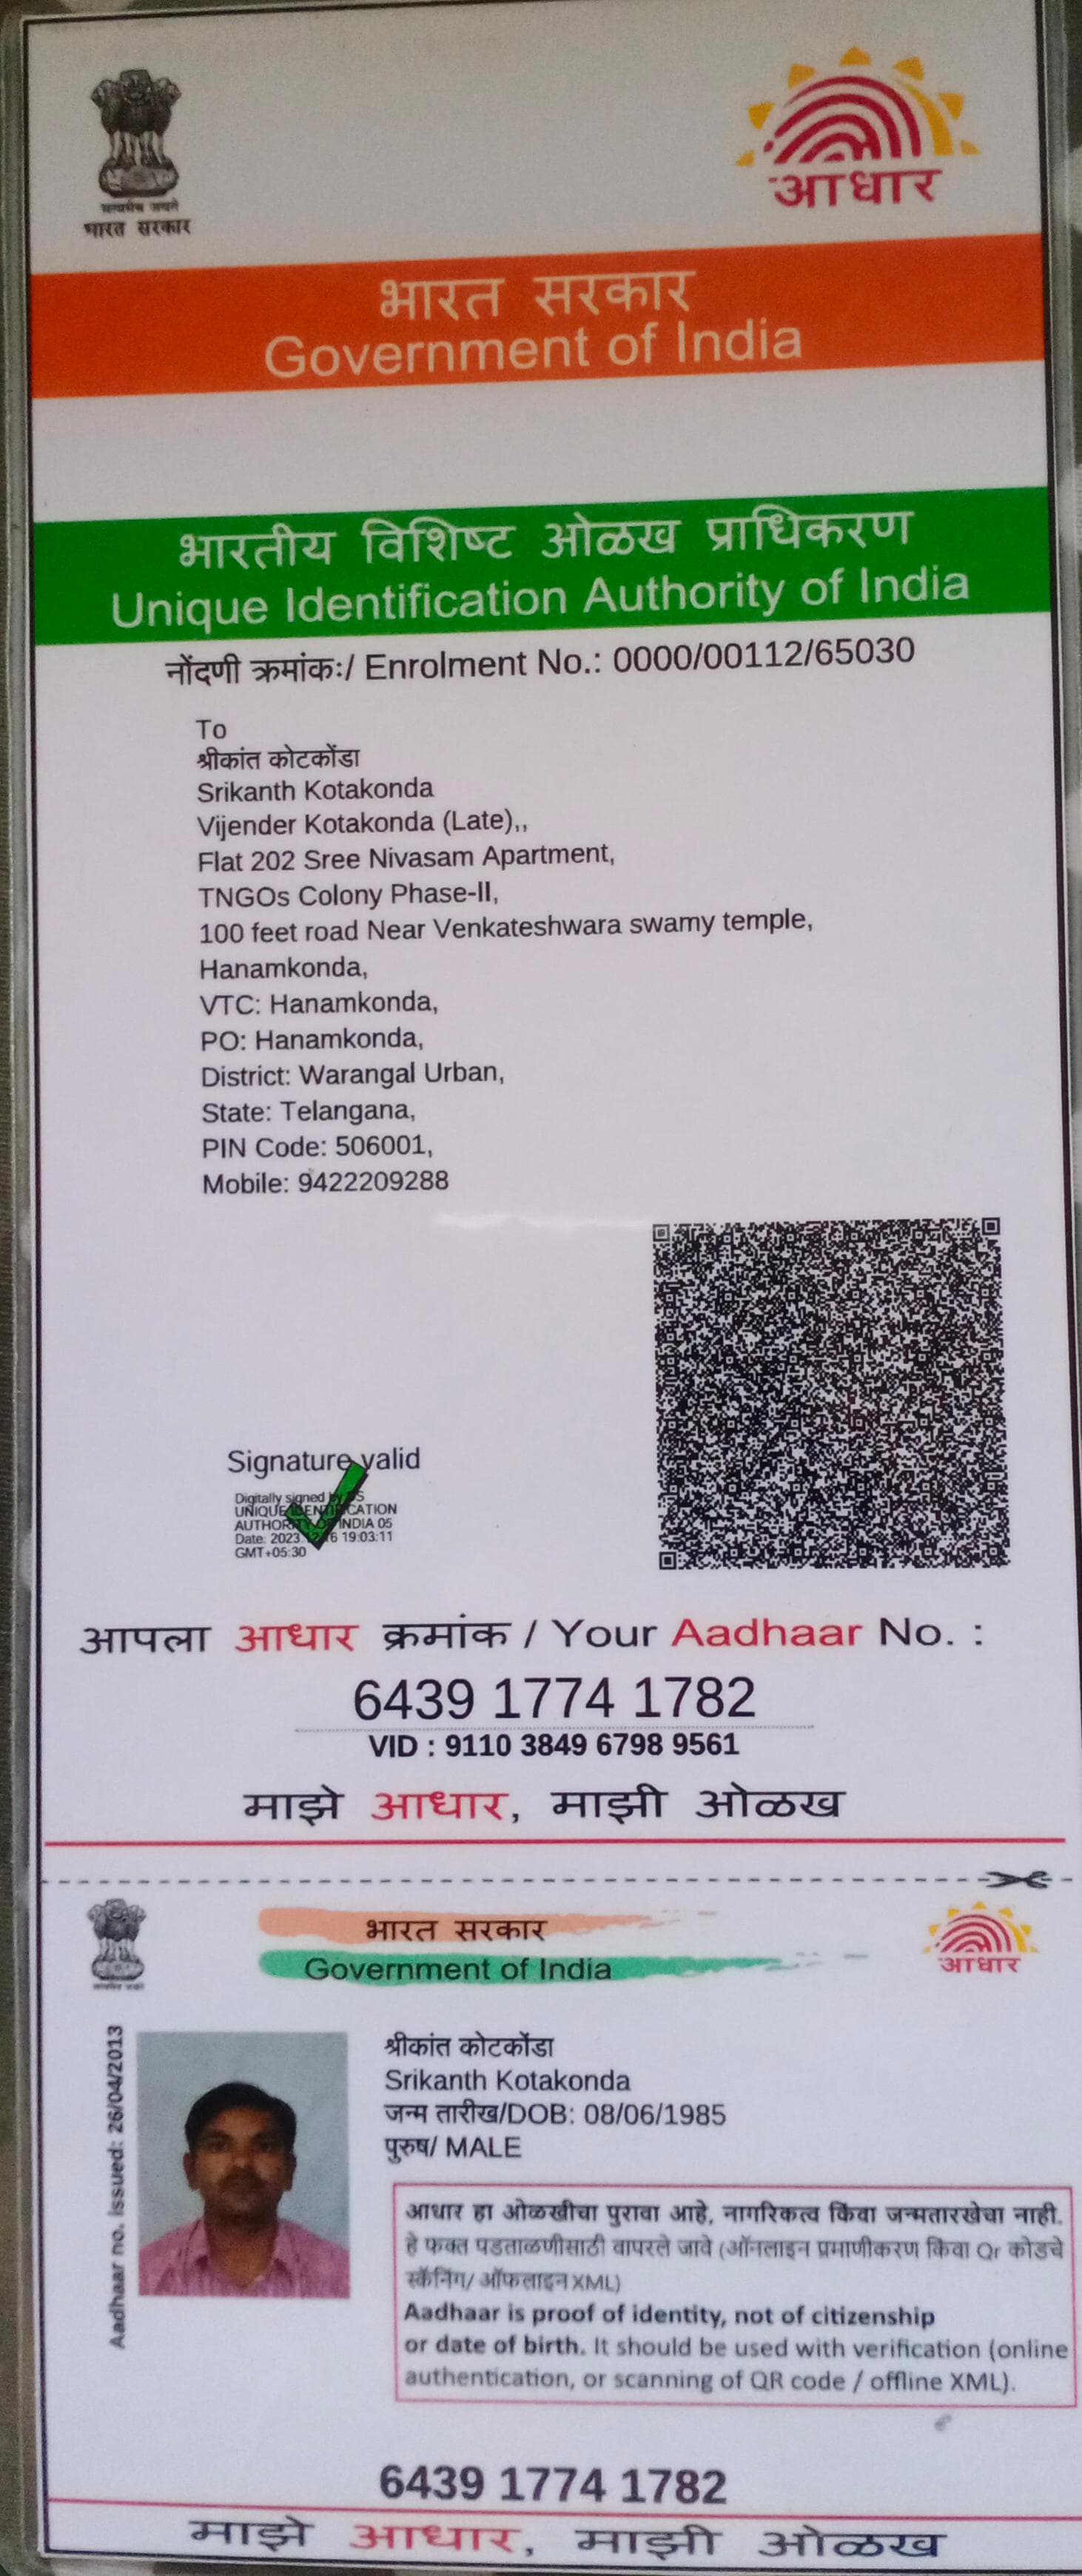 सत्यमेव जयते
भारत सरकार
आधार
भारत सरकार
Government of India
भारतीय विशिष्ट ओळख प्राधिकरण
Unique Identification Authority of India
नोंदणी क्रमांक:/ Enrolment No.: 0000/00112/65030
To
श्रीकांत कोटकोंडा
Srikanth Kotakonda
Vijender Kotakonda (Late),,
Flat 202 Sree Nivasam Apartment,
TNGOs Colony Phase-II,
100 feet road Near Venkateshwara swamy temple,
Hanamkonda,
VTC: Hanamkonda,
PO: Hanamkonda,
District: Warangal Urban,
State: Telangana,
PIN Code: 506001,
Mobile: 9422209288
Signature valid
Digitally signed by DS
UNIQUE IDENTIFICATION
AUTHORITY OF INDIA 05
Date: 2023 19:03:11
GMT+05:30
आपला आधार क्रमांक / Your Aadhaar No. :
6439 1774 1782
VID : 9110 3849 6798 9561
माझे आधार, माझी ओळख
भारत सरकार
Government of India
आधार
Aadhaar no. issued: 26/04/2013
श्रीकांत कोटकोंडा
Srikanth Kotakonda
जन्म तारीख/DOB: 08/06/1985
पुरुष/ MALE
आधार हा ओळखीचा पुरावा आहे, नागरिकत्व किंवा जन्मतारखेचा नाही.
हे फक्त पडताळणीसाठी वापरले जावे (ऑनलाइन प्रमाणीकरण किंवा Qr कोडचे
स्कॅनिंग/ ऑफलाइन XML)
Aadhaar is proof of identity, not of citizenship
or date of birth. It should be used with verification (online
authentication, or scanning of QR code / offline XML).
6439 1774 1782
माझे आधार, माझी ओळख